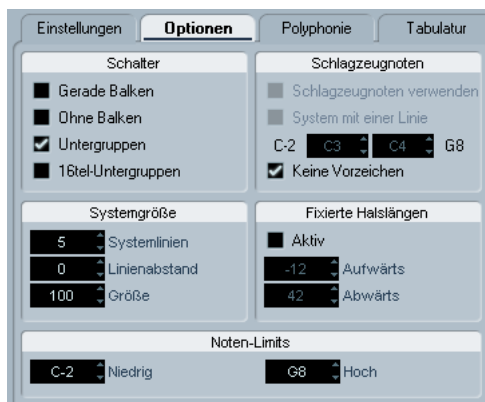 Einstellungen Optionen Polyphonie Tabulatur
Schalter
Gerade Balken
Ohne Balken
Untergruppen
16tel-Untergruppen
Schlagzeugnoten
Schlagzeugnoten verwenden
System mit einer Linie
C-2 C3 C4 G8
Keine Vorzeichen
Systemgröße
5 Systemlinien
0 Linienabstand
100 Größe
Fixierte Halslängen
Aktiv
-12 Aufwärts
42 Abwärts
Noten-Limits
C-2 Niedrig G8 Hoch